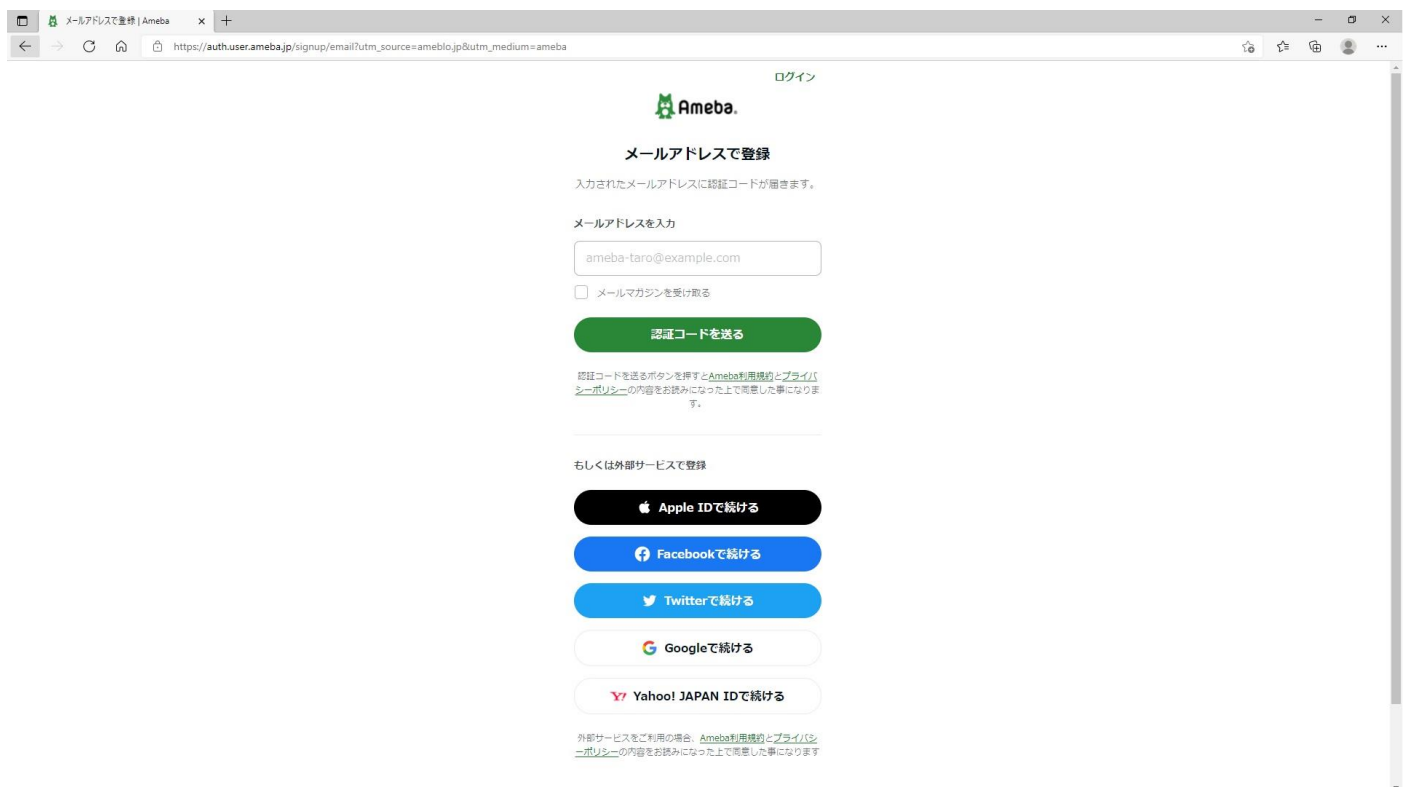 メールアドレスで登録 | Ameba
https://auth.user.ameba.jp/signup/email?utm_source=ameblo.jp&utm_medium=ameba
ログイン
Ameba.
メールアドレスで登録
入力されたメールアドレスに認証コードが届きます。
メールアドレスを入力
ameba-taro@example.com
メールマガジンを受け取る
認証コードを送る
認証コードを送るボタンを押すとAmeba利用規約とプライバ
シーポリシーの内容をお読みになった上で同意した事になりま
す。
もしくは外部サービスで登録
Apple IDで続ける
Facebookで続ける
Twitterで続ける
Googleで続ける
Y! Yahoo! JAPAN IDで続ける
外部サービスをご利用の場合、Ameba利用規約とプライバシ
ーポリシーの内容をお読みになった上で同意した事になります